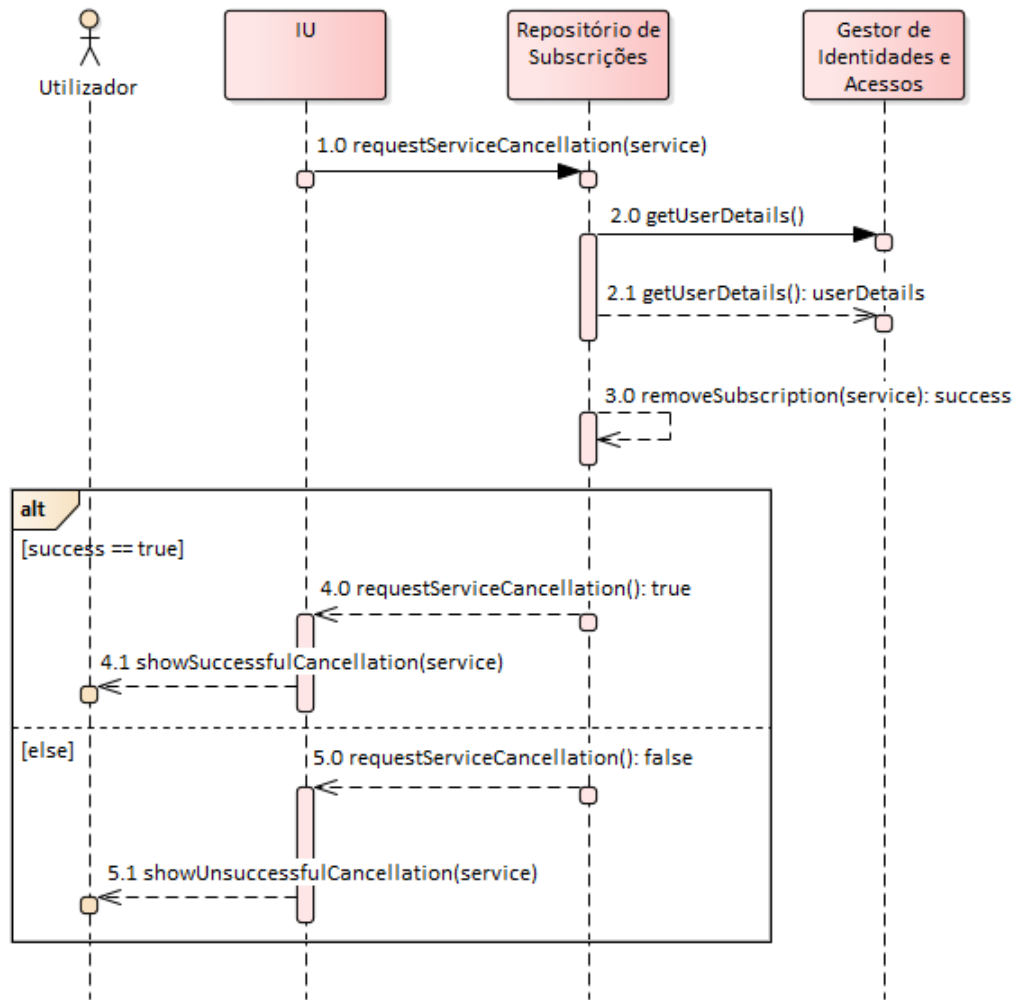 Utilizador
IU
Repositório de
Subscrições
Gestor de
Identidades e
Acessos
1.0 requestServiceCancellation(service)
2.0 getUserDetails()
2.1 getUserDetails(): userDetails
3.0 removeSubscription(service): success
alt
[success == true]
4.0 requestServiceCancellation(): true
4.1 showSuccessfulCancellation(service)
[else]
5.0 requestServiceCancellation(): false
5.1 showUnsuccessfulCancellation(service)